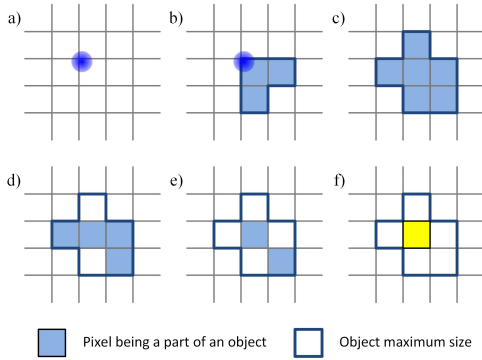 a)
b)
c)
d)
e)
f)
Pixel being a part of an object
Object maximum size